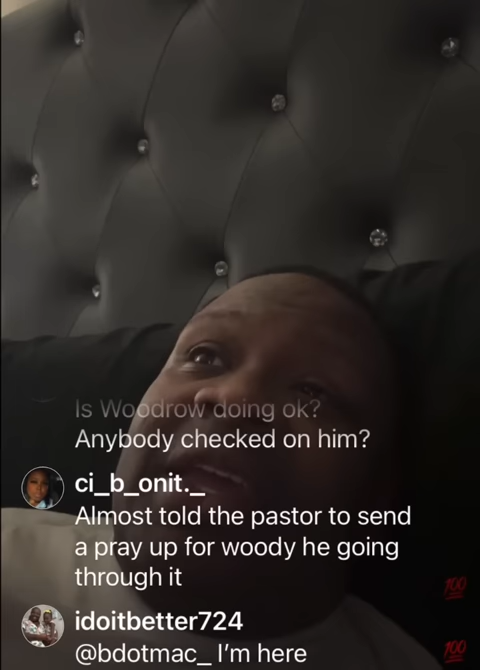 Is Woodrow doing ok?
Anybody checked on him?
ci_b_onit._
Almost told the pastor to send
a pray up for woody he going
through it
idoitbetter724
@bdotmac_ I'm here